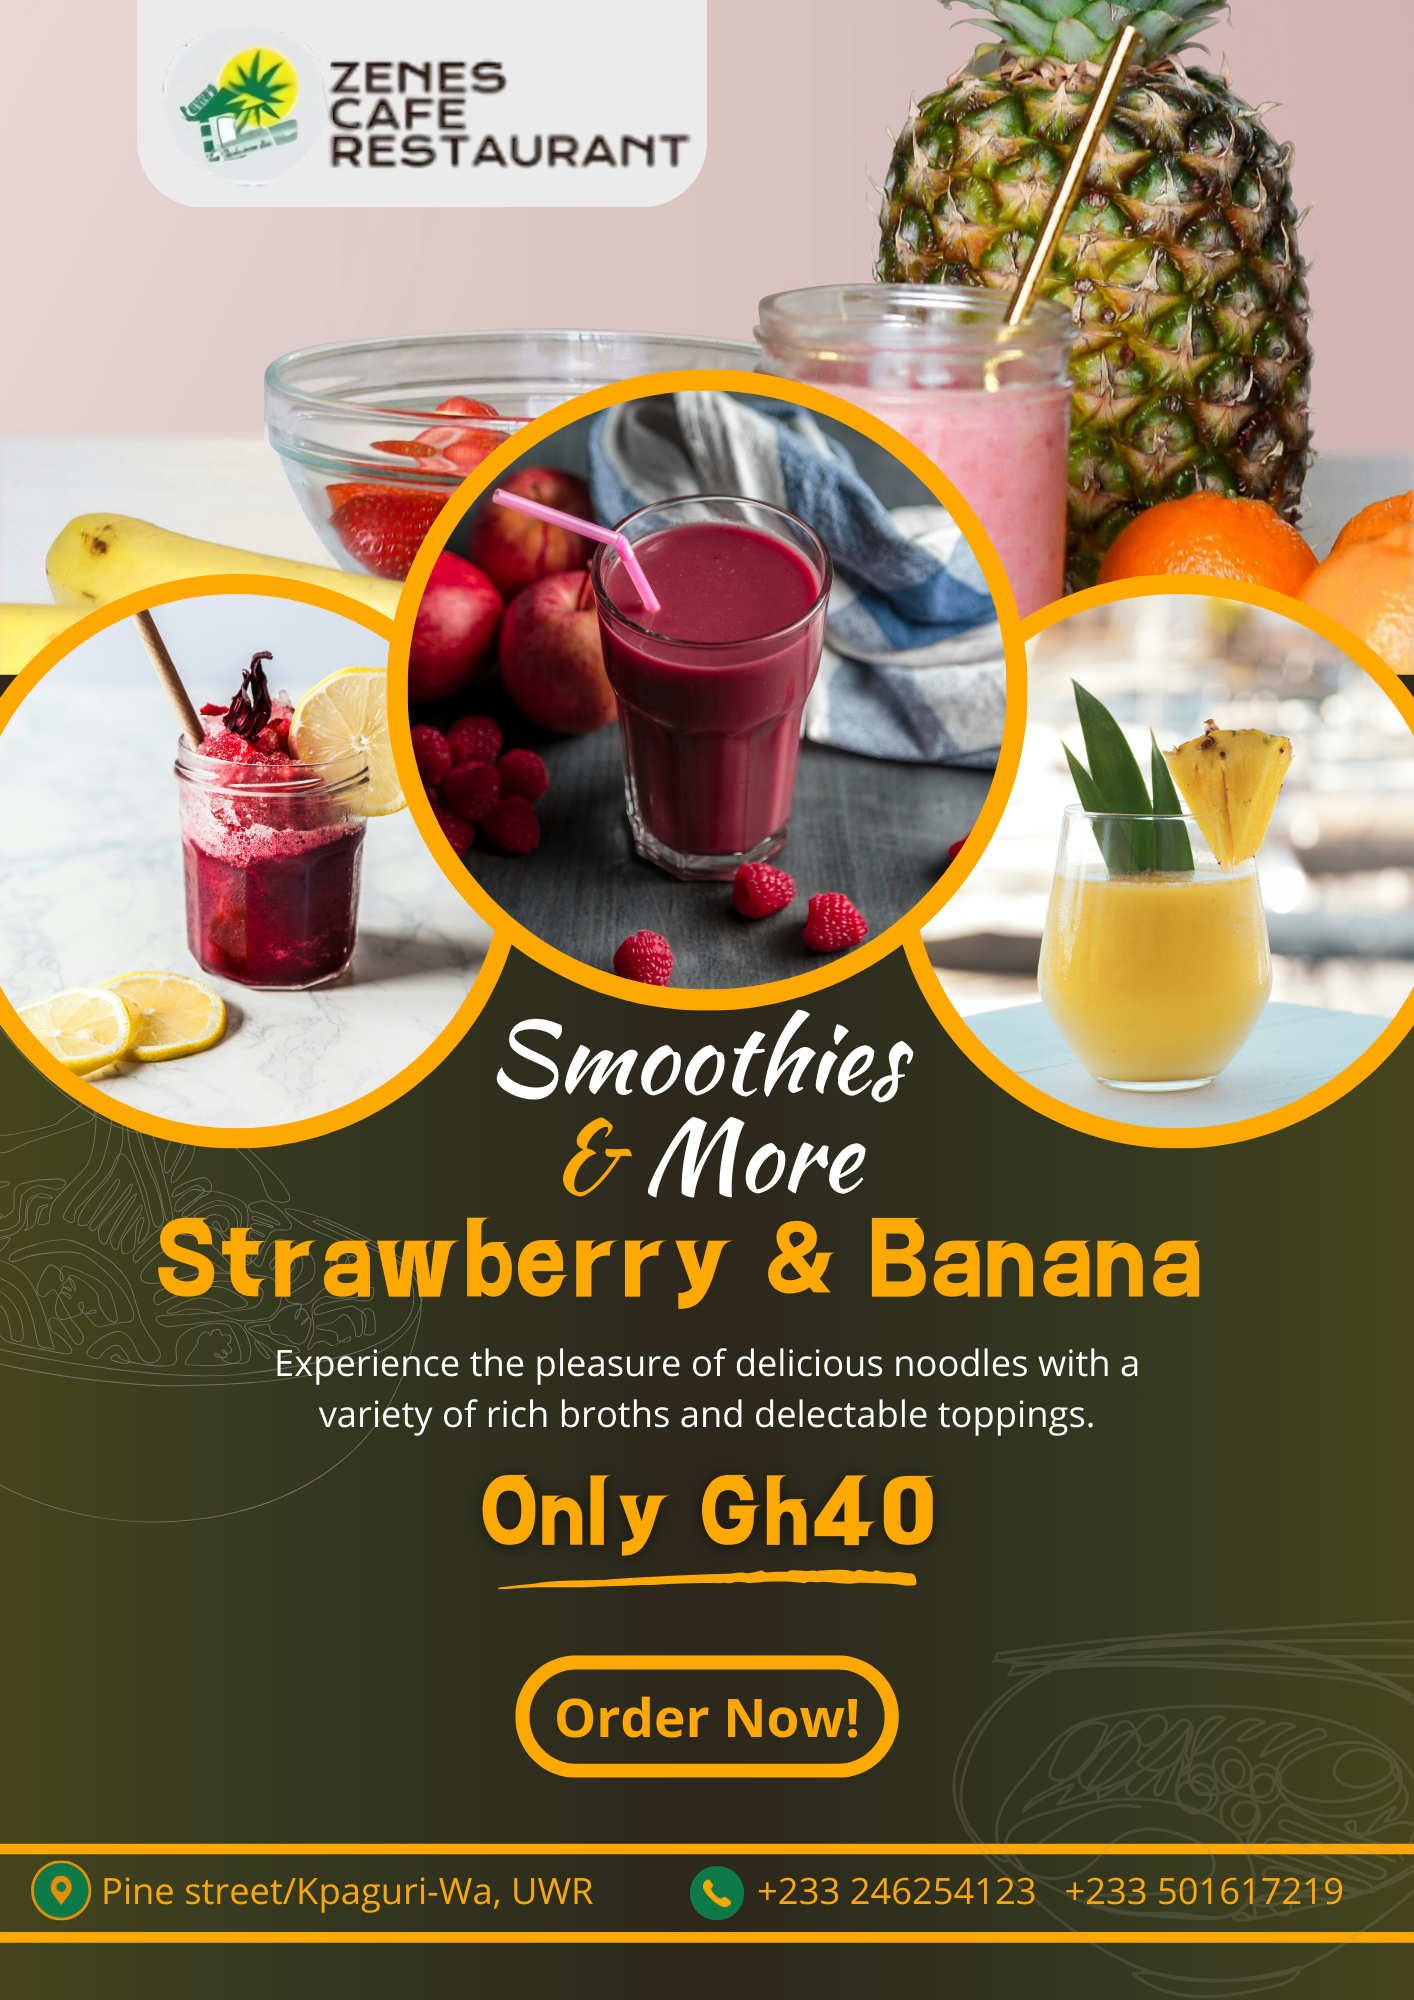 ZENES
CAFE
RESTAURANT
Smoothies
& More
Strawberry & Banana
Experience the pleasure of delicious noodles with a
variety of rich broths and delectable toppings.
Only Gh40
Order Now!
Pine street/Kpaguri-Wa, UWR
+233 246254123 +233 501617219